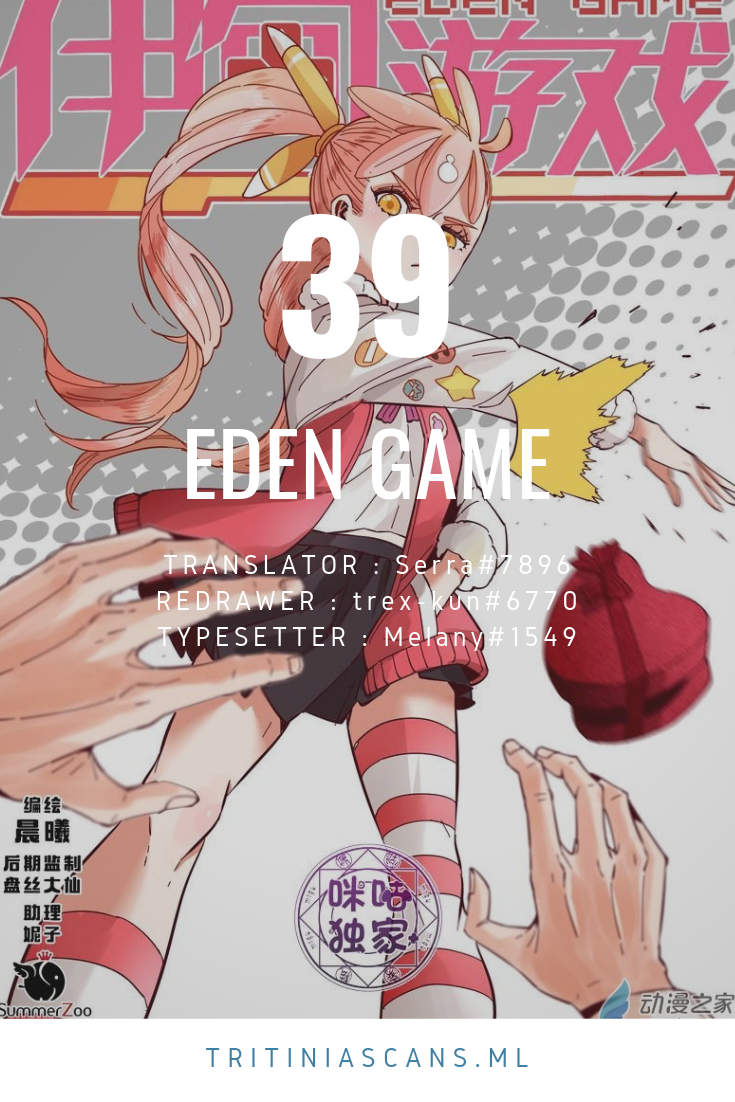 EDEN GAME
伊甸游戏
39
EDEN GAME
TRANSLATOR : Serra#7896
REDRAWER : trex-kun#6770
TYPESETTER : Melany#1549
编绘
晨曦
后期监制
盘丝大仙
助理
妮子
SummerZoo
咪咕
独家
动漫之家
TRITINIASCANS.ML